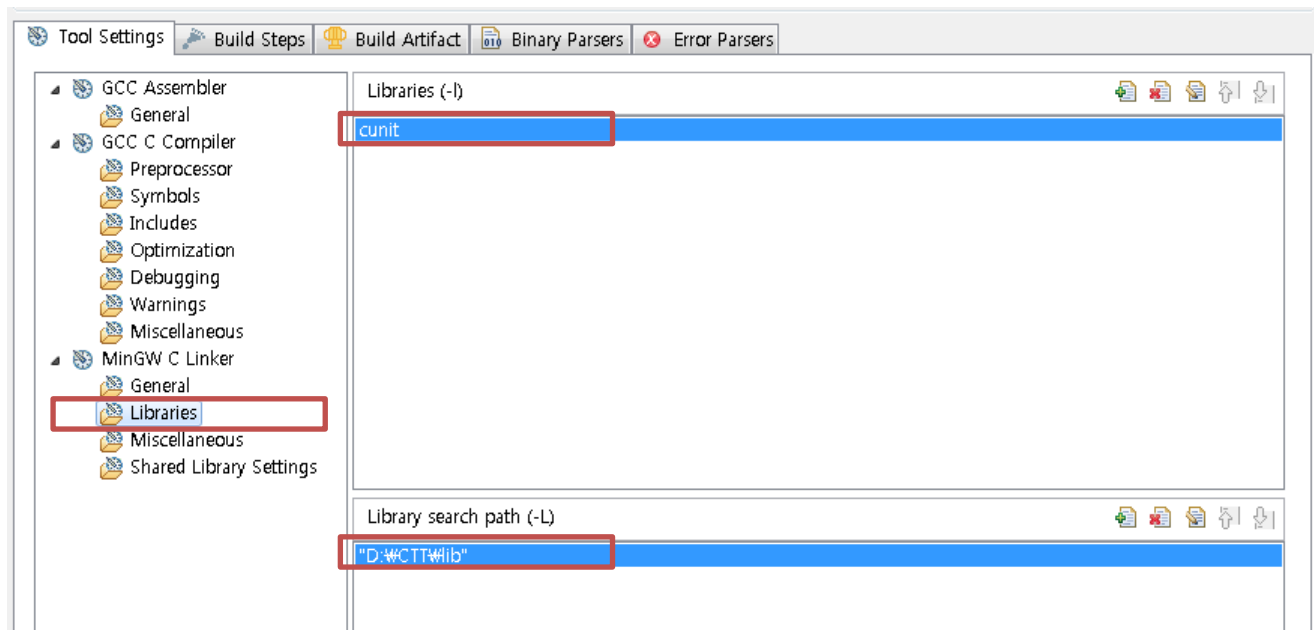 Tool Settings Build Steps Build Artifact Binary Parsers Error Parsers
GCC Assembler
General
GCC C Compiler
Preprocessor
Symbols
Includes
Optimization
Debugging
Warnings
Miscellaneous
MinGW C Linker
General
Libraries
Miscellaneous
Shared Library Settings
Libraries (-l)
cunit
Library search path (-L)
"D:₩CTT₩lib"